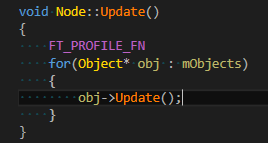 void Node::Update()
{
    FT_PROFILE_FN
    for(Object* obj : mObjects)
    {
        obj->Update();
    }
}